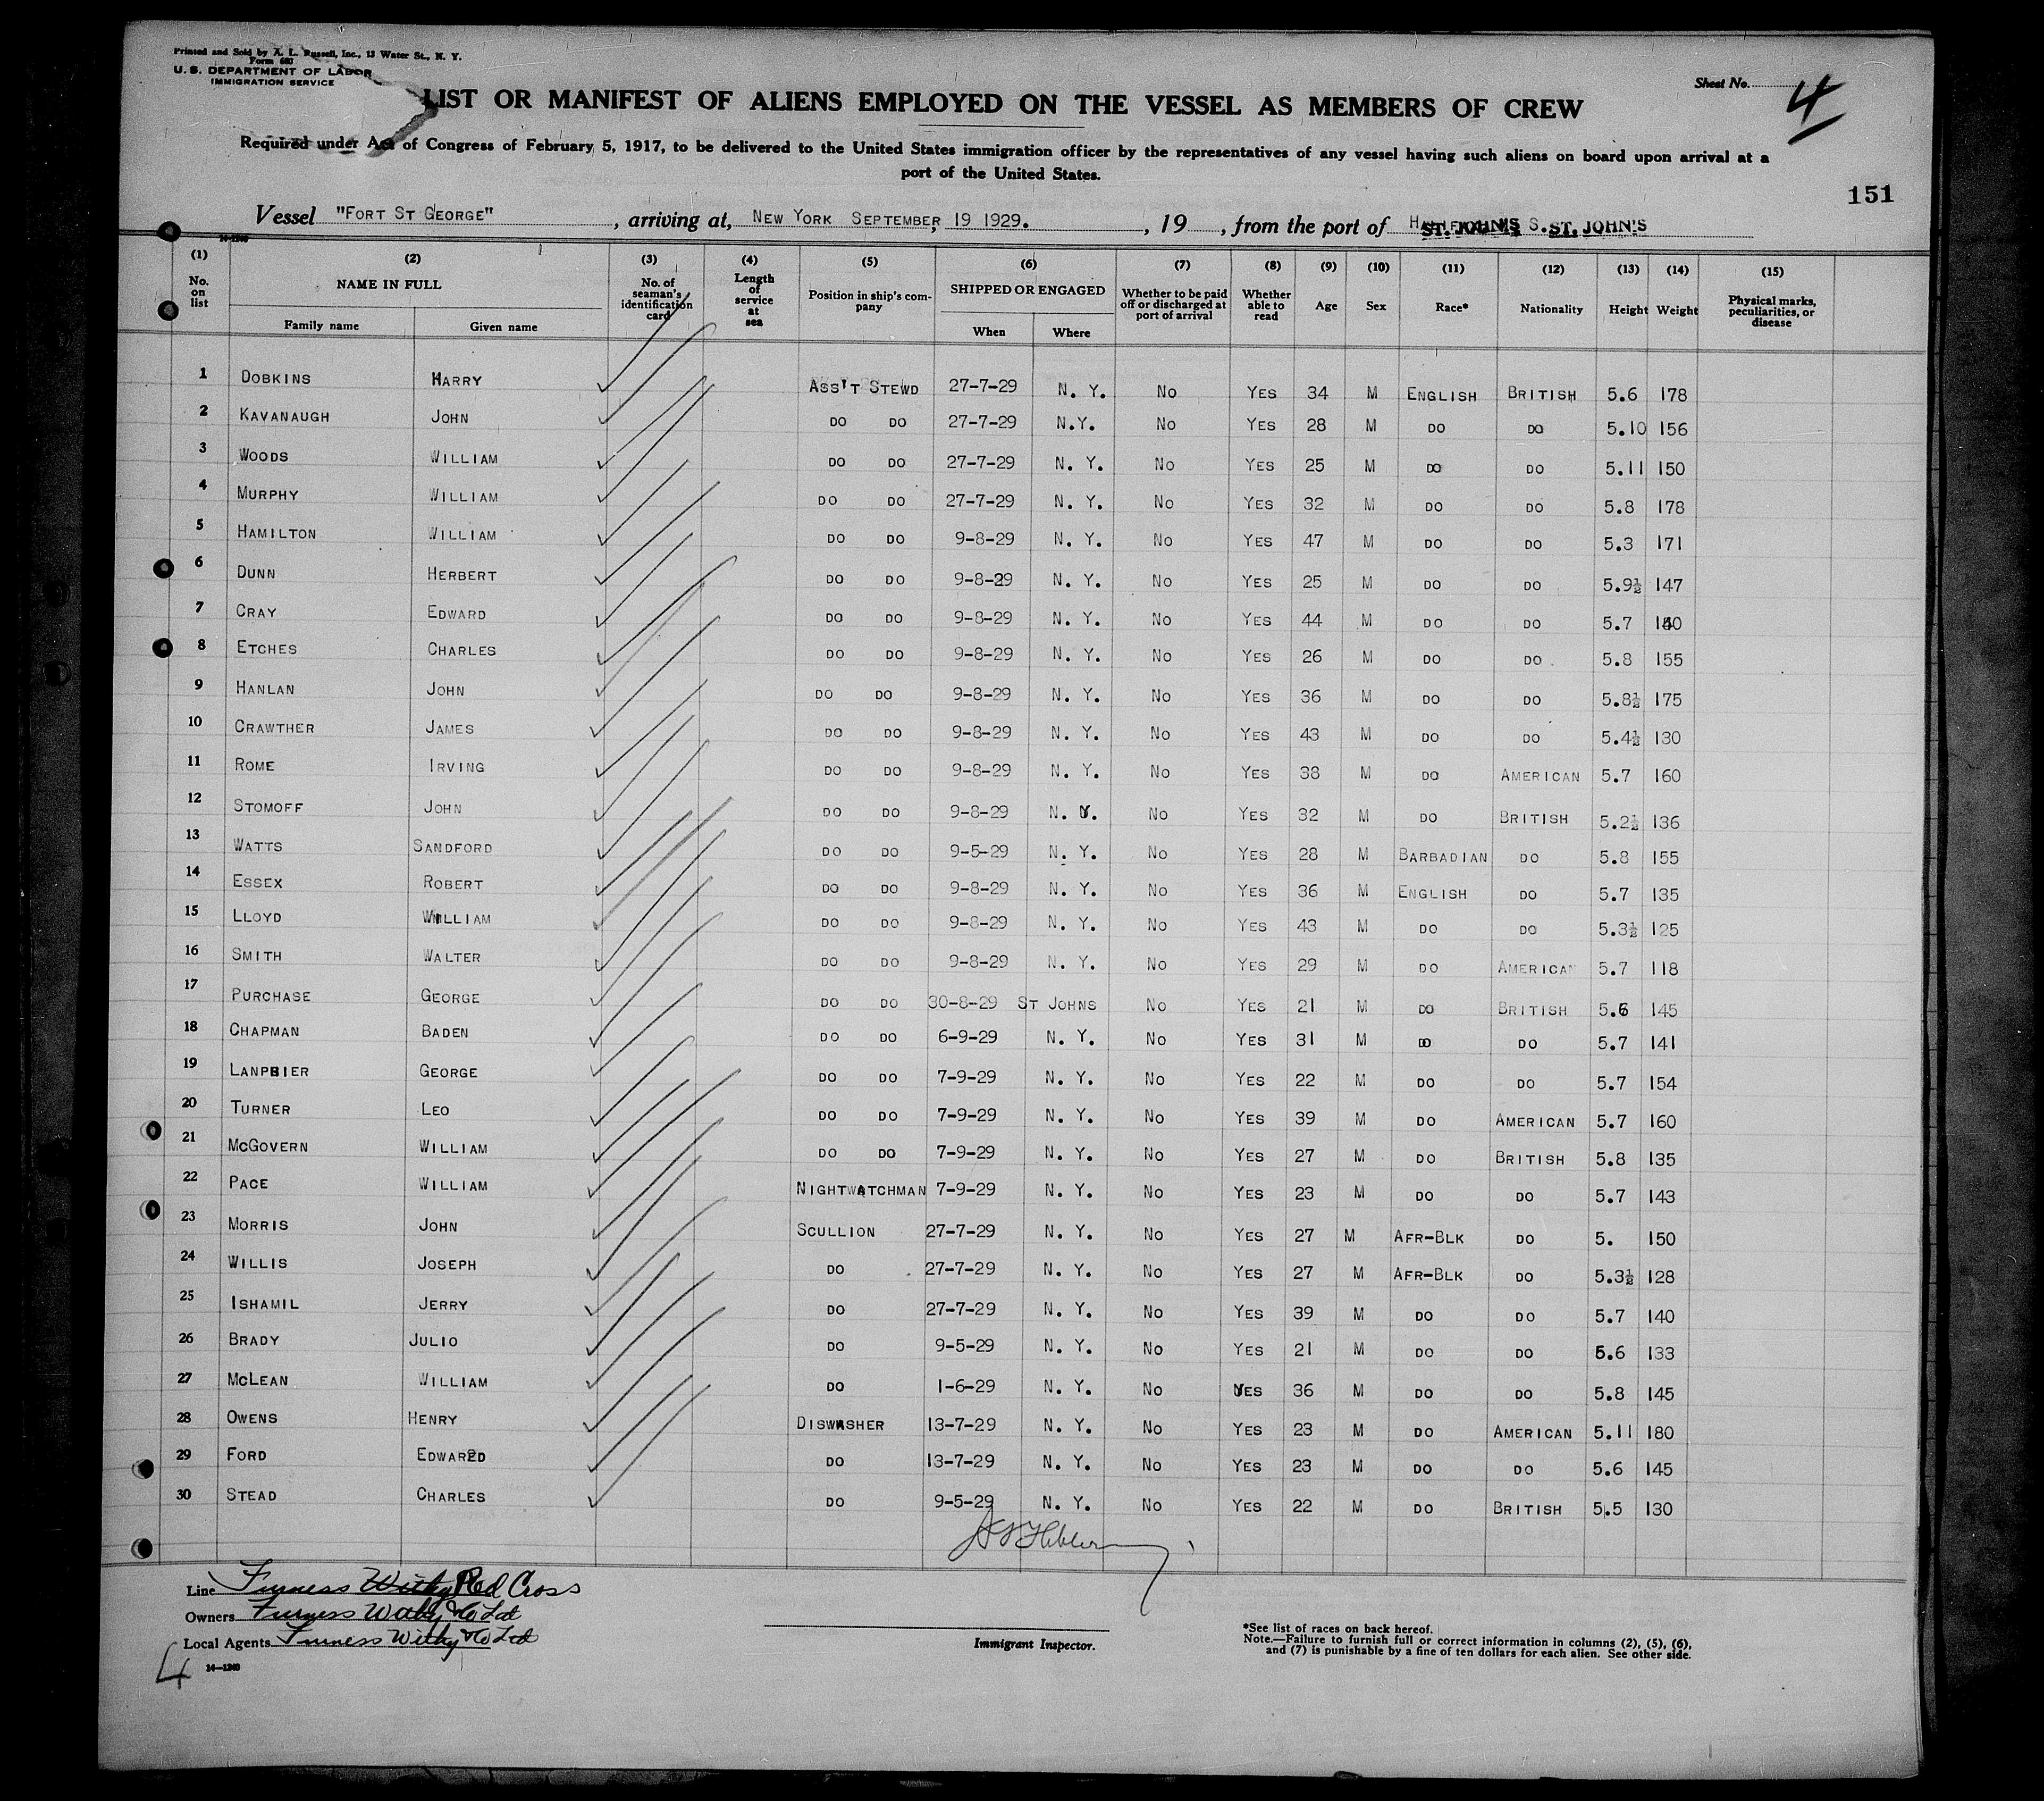 Printed and Sold by A. L. Russell, Inc., 13 Water St., N. Y.
Form 680
U. S. DEPARTMENT OF LABOR
IMMIGRATION SERVICE
Sheet No. 4
LIST OR MANIFEST OF ALIENS EMPLOYED ON THE VESSEL AS MEMBERS OF CREW
Required under Act of Congress of February 5, 1917, to be delivered to the United States immigration officer by the representatives of any vessel having such aliens on board upon arrival at a
port of the United States.
151
Vessel "FORT ST GEORGE", arriving at, NEW YORK SEPTEMBER, 19 1929. , 19 , from the port of ST. JOHN'S S. ST. JOHN'S
14-1240
(1) (2) (3) (4) (5) (6) (7) (8) (9) (10) (11) (12) (13) (14) (15)
No. on list NAME IN FULL Family name Given name No. of seaman's identification card Length of service at sea Position in ship's company SHIPPED OR ENGAGED When Where Whether to be paid off or discharged at port of arrival Whether able to read Age Sex Race* Nationality Height Weight Physical marks, peculiarities, or disease
1 DOBKINS HARRY ASS'T STEWD 27-7-29 N. Y. NO YES 34 M ENGLISH BRITISH 5.6 178
2 KAVANAUGH JOHN DO DO 27-7-29 N.Y. NO YES 28 M DO DO 5.10 156
3 WOODS WILLIAM DO DO 27-7-29 N. Y. NO YES 25 M DO DO 5.11 150
4 MURPHY WILLIAM DO DO 27-7-29 N. Y. NO YES 32 M DO DO 5.8 178
5 HAMILTON WILLIAM DO DO 9-8-29 N. Y. NO YES 47 M DO DO 5.3 171
6 DUNN HERBERT DO DO 9-8-29 N. Y. NO YES 25 M DO DO 5.9½ 147
7 CRAY EDWARD DO DO 9-8-29 N. Y. NO YES 44 M DO DO 5.7
8 ETCHES CHARLES DO DO 9-8-29 N. Y. NO YES 26 M DO DO 5.8 155
9 HANLAN JOHN DO DO 9-8-29 N. Y. NO YES 36 M DO DO 5.8½ 175
10 CRAWTHER JAMES DO DO 9-8-29 N. Y. NO YES 43 M DO DO 5.4½ 130
11 ROME IRVING DO DO 9-8-29 N. Y. NO YES 38 M DO AMERICAN 5.7 160
12 STOMOFF JOHN DO DO 9-8-29 N. Y. NO YES 32 M DO BRITISH 5.2½ 136
13 WATTS SANDFORD DO DO 9-5-29 N. Y. NO YES 28 M BARBADIAN DO 5.8 155
14 ESSEX ROBERT DO DO 9-8-29 N. Y. NO YES 36 M ENGLISH DO 5.7 135
15 LLOYD WILLIAM DO DO 9-8-29 N. Y. NO YES 43 M DO DO 5.3½ 125
16 SMITH WALTER DO DO 9-8-29 N. Y. NO YES 29 M DO AMERICAN 5.7 118
17 PURCHASE GEORGE DO DO 30-8-29 ST JOHNS NO YES 21 M DO BRITISH 5.6 145
18 CHAPMAN BADEN DO DO 6-9-29 N. Y. NO YES 31 M DO DO 5.7 141
19 LANPHIER GEORGE DO DO 7-9-29 N. Y. NO YES 22 M DO DO 5.7 154
20 TURNER LEO DO DO 7-9-29 N. Y. NO YES 39 M DO AMERICAN 5.7 160
21 MCGOVERN WILLIAM DO DO 7-9-29 N. Y. NO YES 27 M DO BRITISH 5.8 135
22 PACE WILLIAM NIGHTWATCHMAN 7-9-29 N. Y. NO YES 23 M DO DO 5.7 143
23 MORRIS JOHN SCULLION 27-7-29 N. Y. NO YES 27 M AFR-BLK DO 5. 150
24 WILLIS JOSEPH DO 27-7-29 N. Y. NO YES 27 M AFR-BLK DO 5.3½ 128
25 ISHAMIL JERRY DO 27-7-29 N. Y. NO YES 39 M DO DO 5.7 140
26 BRADY JULIO DO 9-5-29 N. Y. NO YES 21 M DO DO 5.6 133
27 MCLEAN WILLIAM DO 1-6-29 N. Y. NO YES 36 M DO DO 5.8 145
28 OWENS HENRY DISWASHER 13-7-29 N. Y. NO YES 23 M DO AMERICAN 5.11 180
29 FORD EDWARD DO 13-7-29 N. Y. NO YES 23 M DO DO 5.6 145
30 STEAD CHARLES DO 9-5-29 N. Y. NO YES 22 M DO BRITISH 5.5 130
Line Furness Withy Red Cross
Owners Furness Withy & Co Ltd
Local Agents Furness Withy & Co Ltd
4 14-1240
Immigrant Inspector.
*See list of races on back hereof.
Note.—Failure to furnish full or correct information in columns (2), (5), (6),
and (7) is punishable by a fine of ten dollars for each alien. See other side.